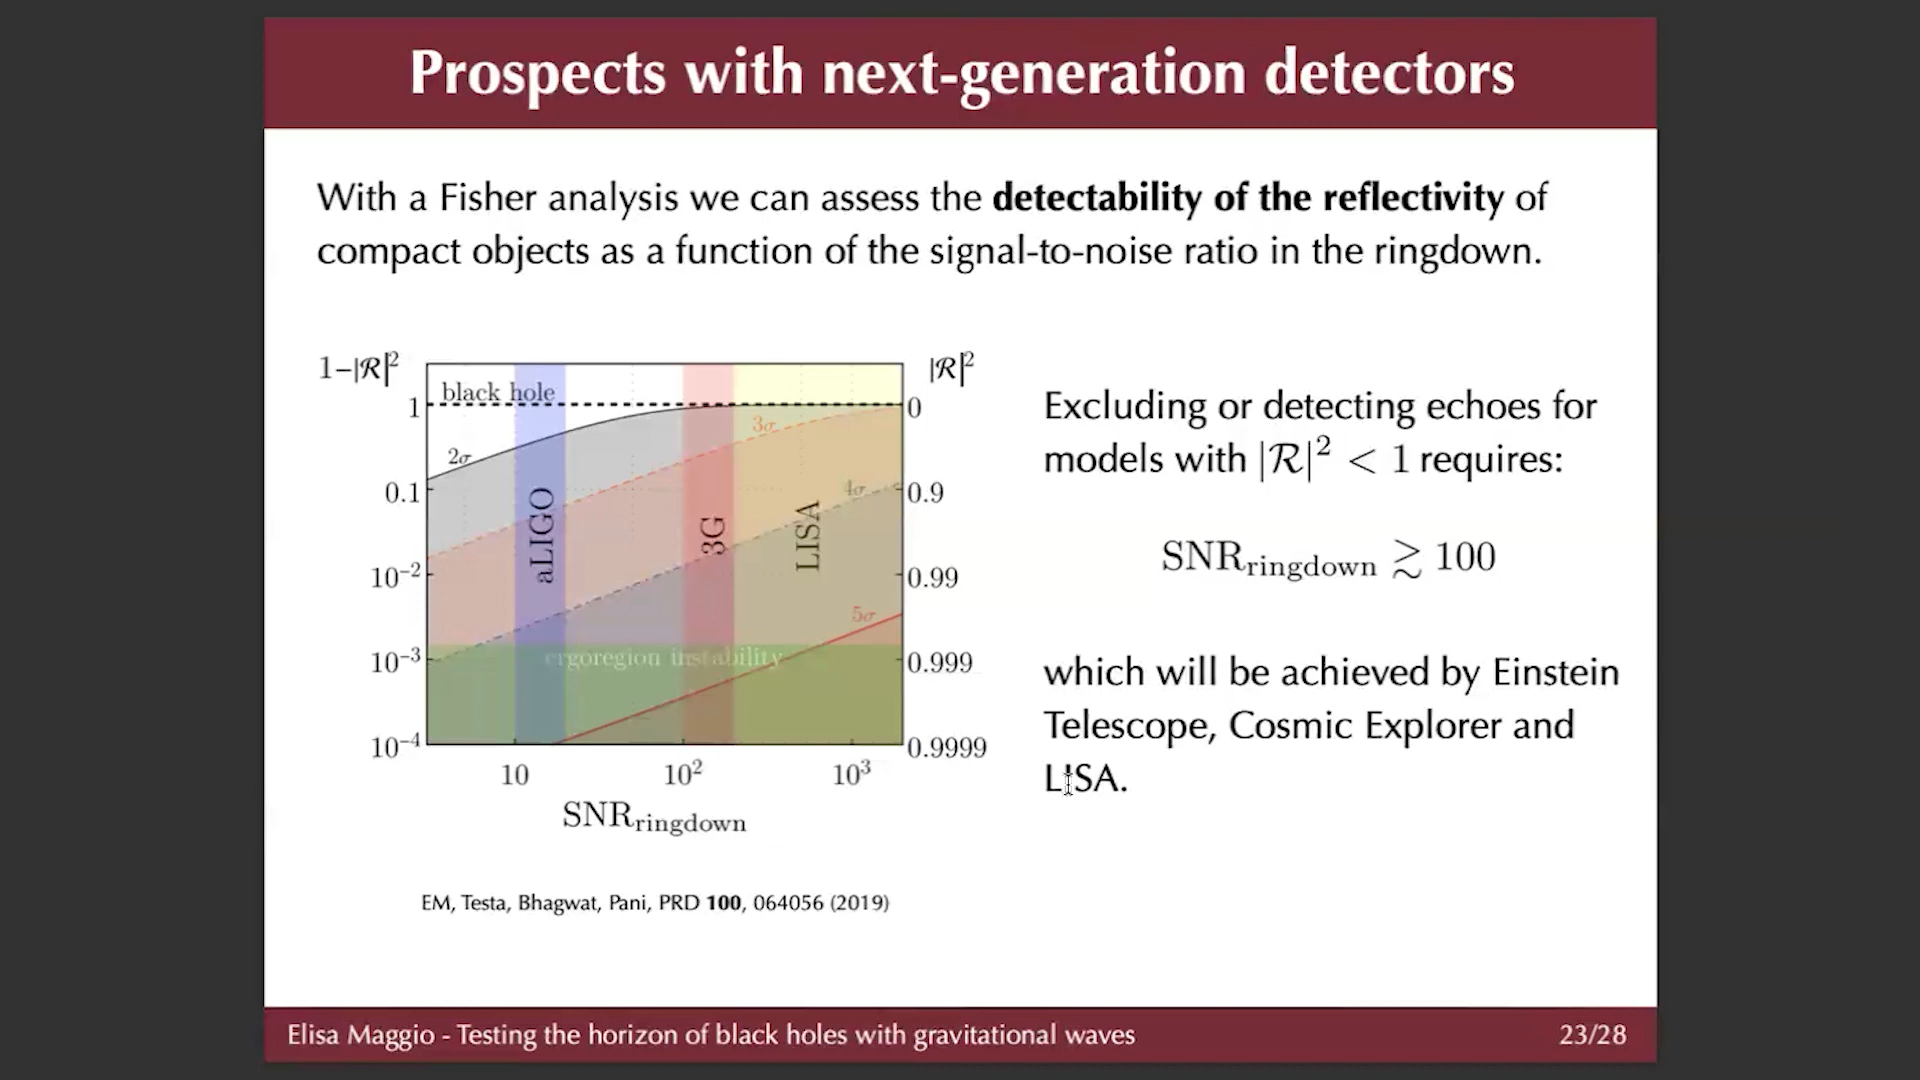 Prospects with next-generation detectors
With a Fisher analysis we can assess the detectability of the reflectivity of
compact objects as a function of the signal-to-noise ratio in the ringdown.
1−|R|²
|R|²
black hole
1
0
3σ
2σ
0.1
4σ
0.9
aLIGO
3G
LISA
10⁻²
0.99
5σ
10⁻³
ergoregion instability
0.999
10⁻⁴
0.9999
10
10²
10³
SNRringdown
EM, Testa, Bhagwat, Pani, PRD 100, 064056 (2019)
Excluding or detecting echoes for
models with |R|² < 1 requires:
SNRringdown ≳ 100
which will be achieved by Einstein
Telescope, Cosmic Explorer and
LISA.
Elisa Maggio - Testing the horizon of black holes with gravitational waves
23/28